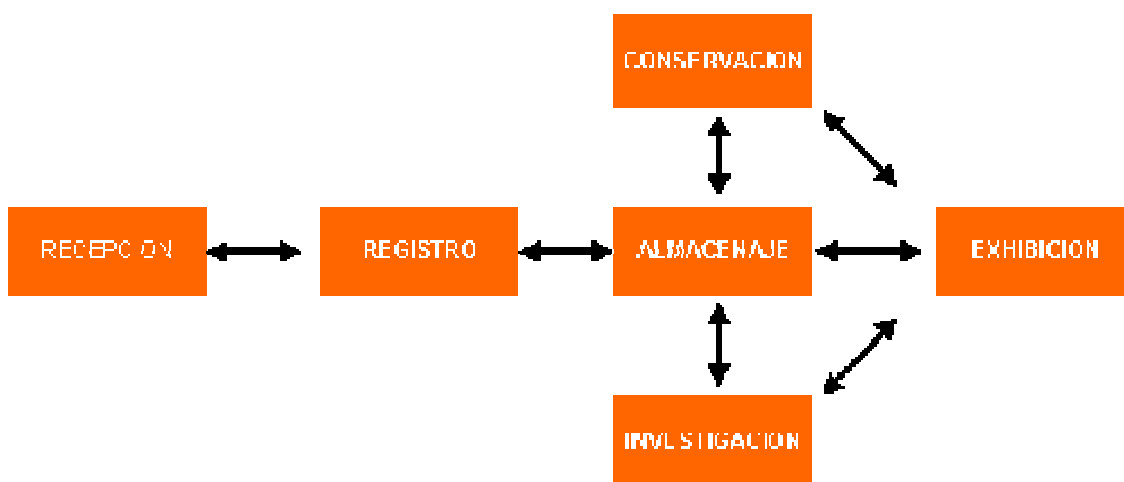 CONSERVACION
RECEPCION
REGISTRO
ALMACENAJE
EXHIBICION
INVESTIGACION